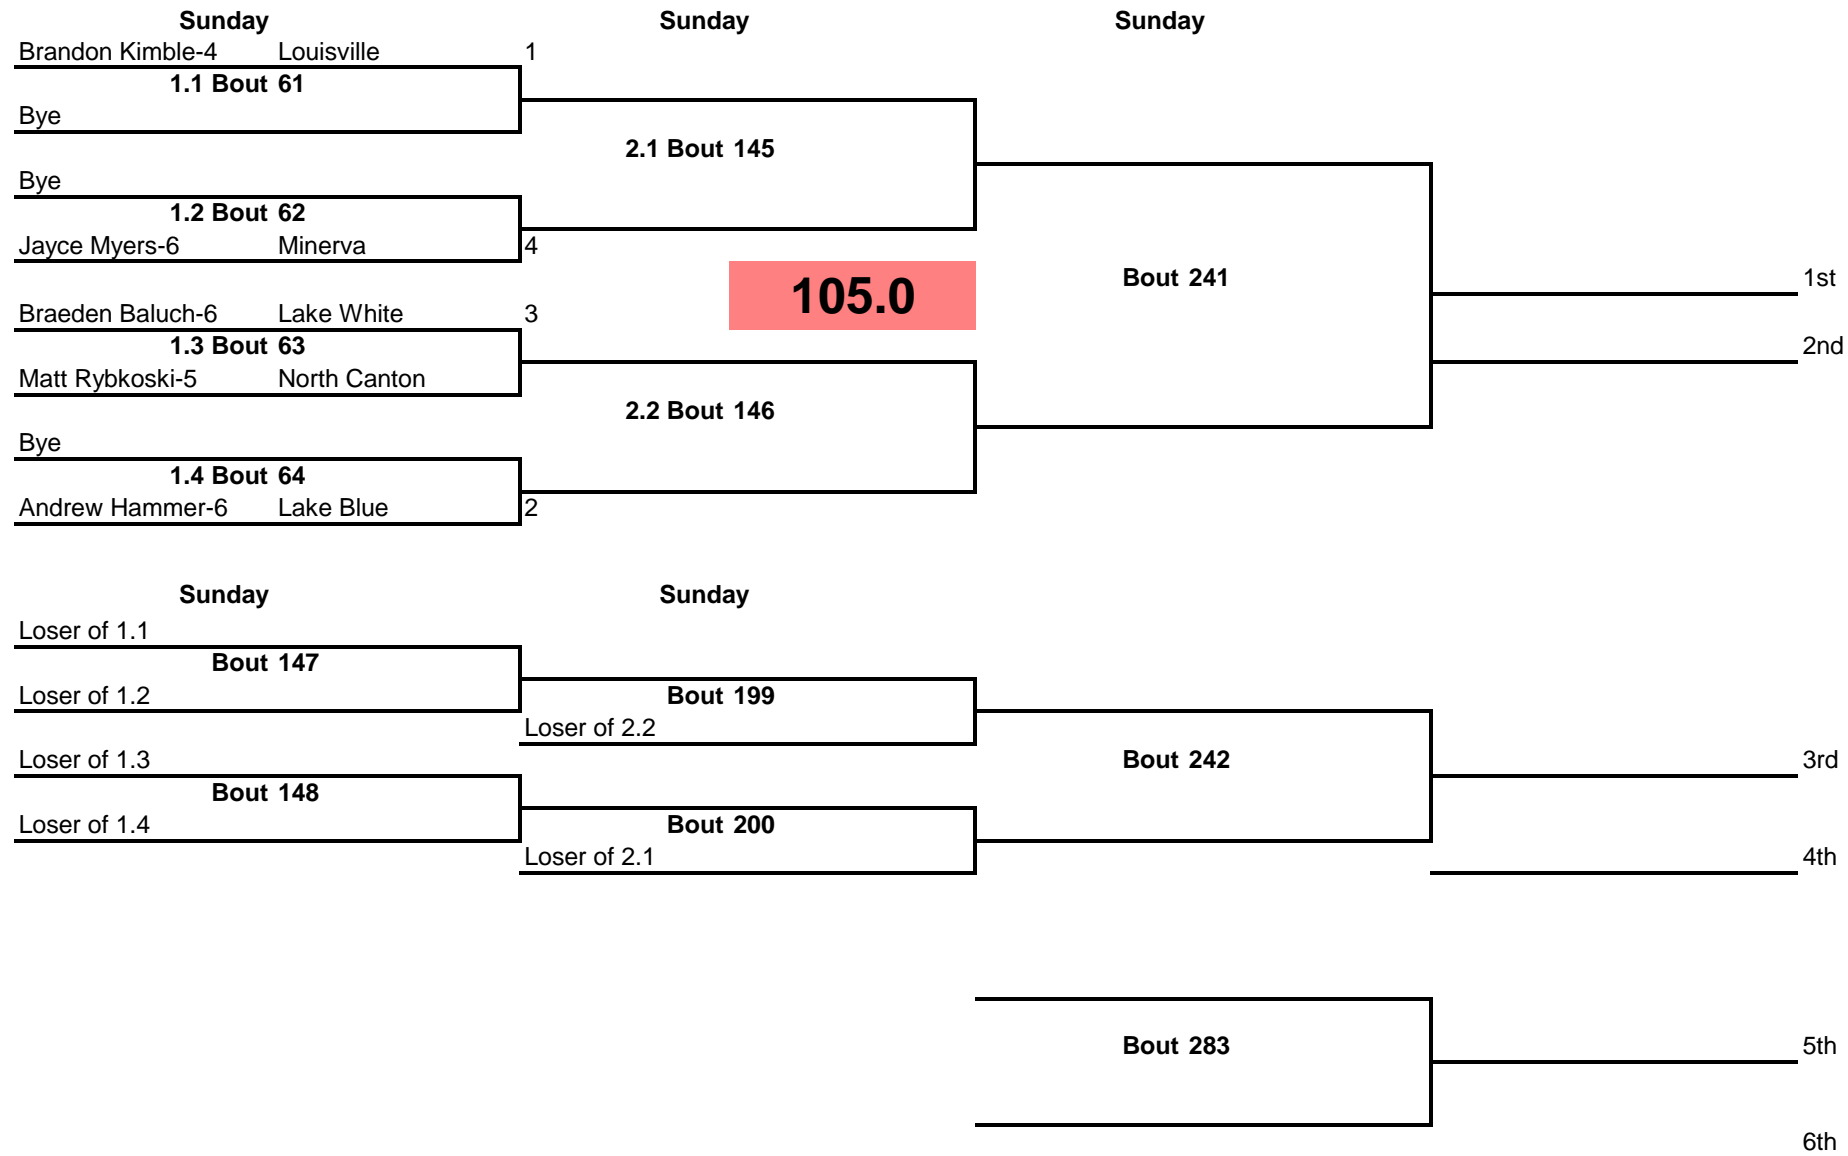 Sunday Sunday Sunday
Brandon Kimble-4 Louisville 1
1.1 Bout 61
Bye
2.1 Bout 145
Bye
1.2 Bout 62
Jayce Myers-6 Minerva 4
105.0 Bout 241 1st
Braeden Baluch-6 Lake White 3
1.3 Bout 63 2nd
Matt Rybkoski-5 North Canton
2.2 Bout 146
Bye
1.4 Bout 64
Andrew Hammer-6 Lake Blue 2
Sunday Sunday
Loser of 1.1
Bout 147
Loser of 1.2 Bout 199
Loser of 2.2
Loser of 1.3 Bout 242 3rd
Bout 148
Loser of 1.4 Bout 200
Loser of 2.1 4th
Bout 283 5th
6th